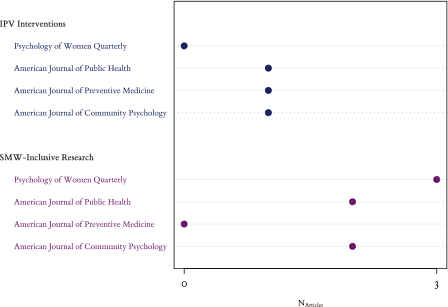 IPV Interventions
Psychology of Women Quarterly
American Journal of Public Health
American Journal of Preventive Medicine
American Journal of Community Psychology
SMW-Inclusive Research
Psychology of Women Quarterly
American Journal of Public Health
American Journal of Preventive Medicine
American Journal of Community Psychology
0 3
N Articles